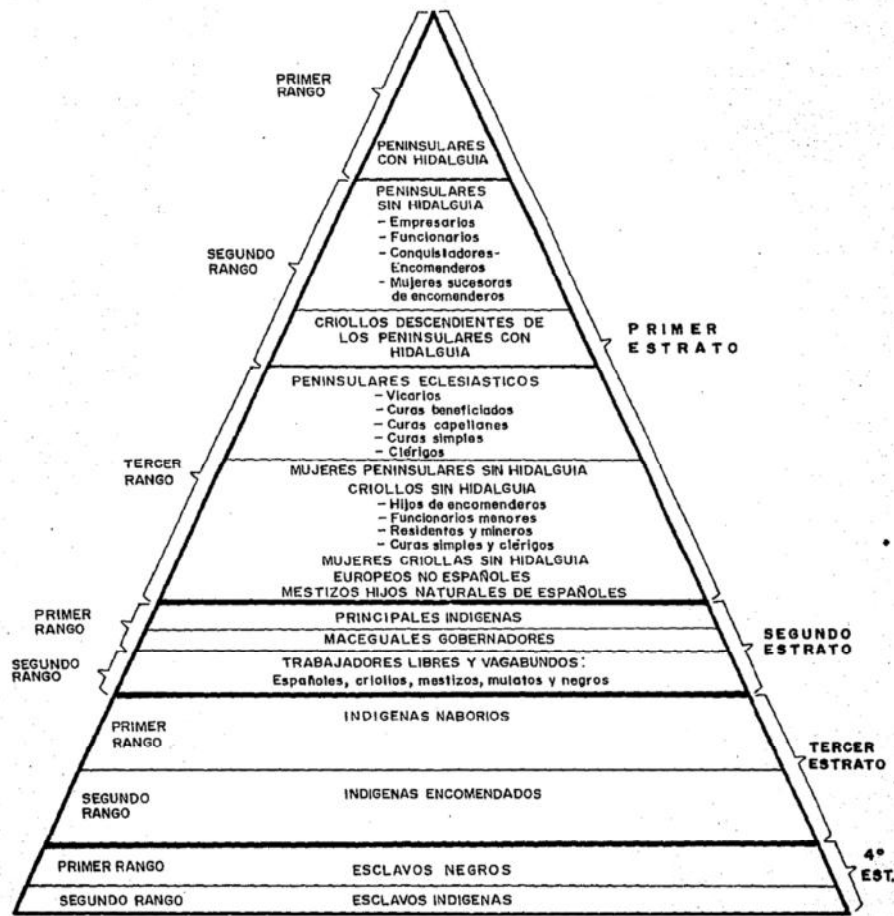 PRIMER
RANGO
PENINSULARES
CON HIDALGUIA
SEGUNDO
RANGO
PENINSULARES
SIN HIDALGUIA
- Empresarios
- Funcionarios
- Conquistadores-
Encomenderos
- Mujeres sucesoras
de encomenderos
CRIOLLOS DESCENDIENTES DE
LOS PENINSULARES CON
HIDALGUIA
PRIMER
ESTRATO
TERCER
RANGO
PENINSULARES ECLESIASTICOS
- Vicarios
- Curas beneficiados
- Curas capellanes
- Curas simples
- Clérigos
MUJERES PENINSULARES SIN HIDALGUIA
CRIOLLOS SIN HIDALGUIA
- Hijos de encomenderos
- Funcionarios menores
- Residentes y mineros
- Curas simples y clérigos
MUJERES CRIOLLAS SIN HIDALGUIA
EUROPEOS NO ESPAÑOLES
MESTIZOS HIJOS NATURALES DE ESPAÑOLES
PRIMER
RANGO
PRINCIPALES INDIGENAS
MACEGUALES GOBERNADORES
SEGUNDO
RANGO
TRABAJADORES LIBRES Y VAGABUNDOS:
Españoles, criollos, mestizos, mulatos y negros
SEGUNDO
ESTRATO
PRIMER
RANGO
INDIGENAS NABORIOS
SEGUNDO
RANGO
INDIGENAS ENCOMENDADOS
TERCER
ESTRATO
PRIMER RANGO
ESCLAVOS NEGROS
SEGUNDO RANGO
ESCLAVOS INDIGENAS
4º
EST.